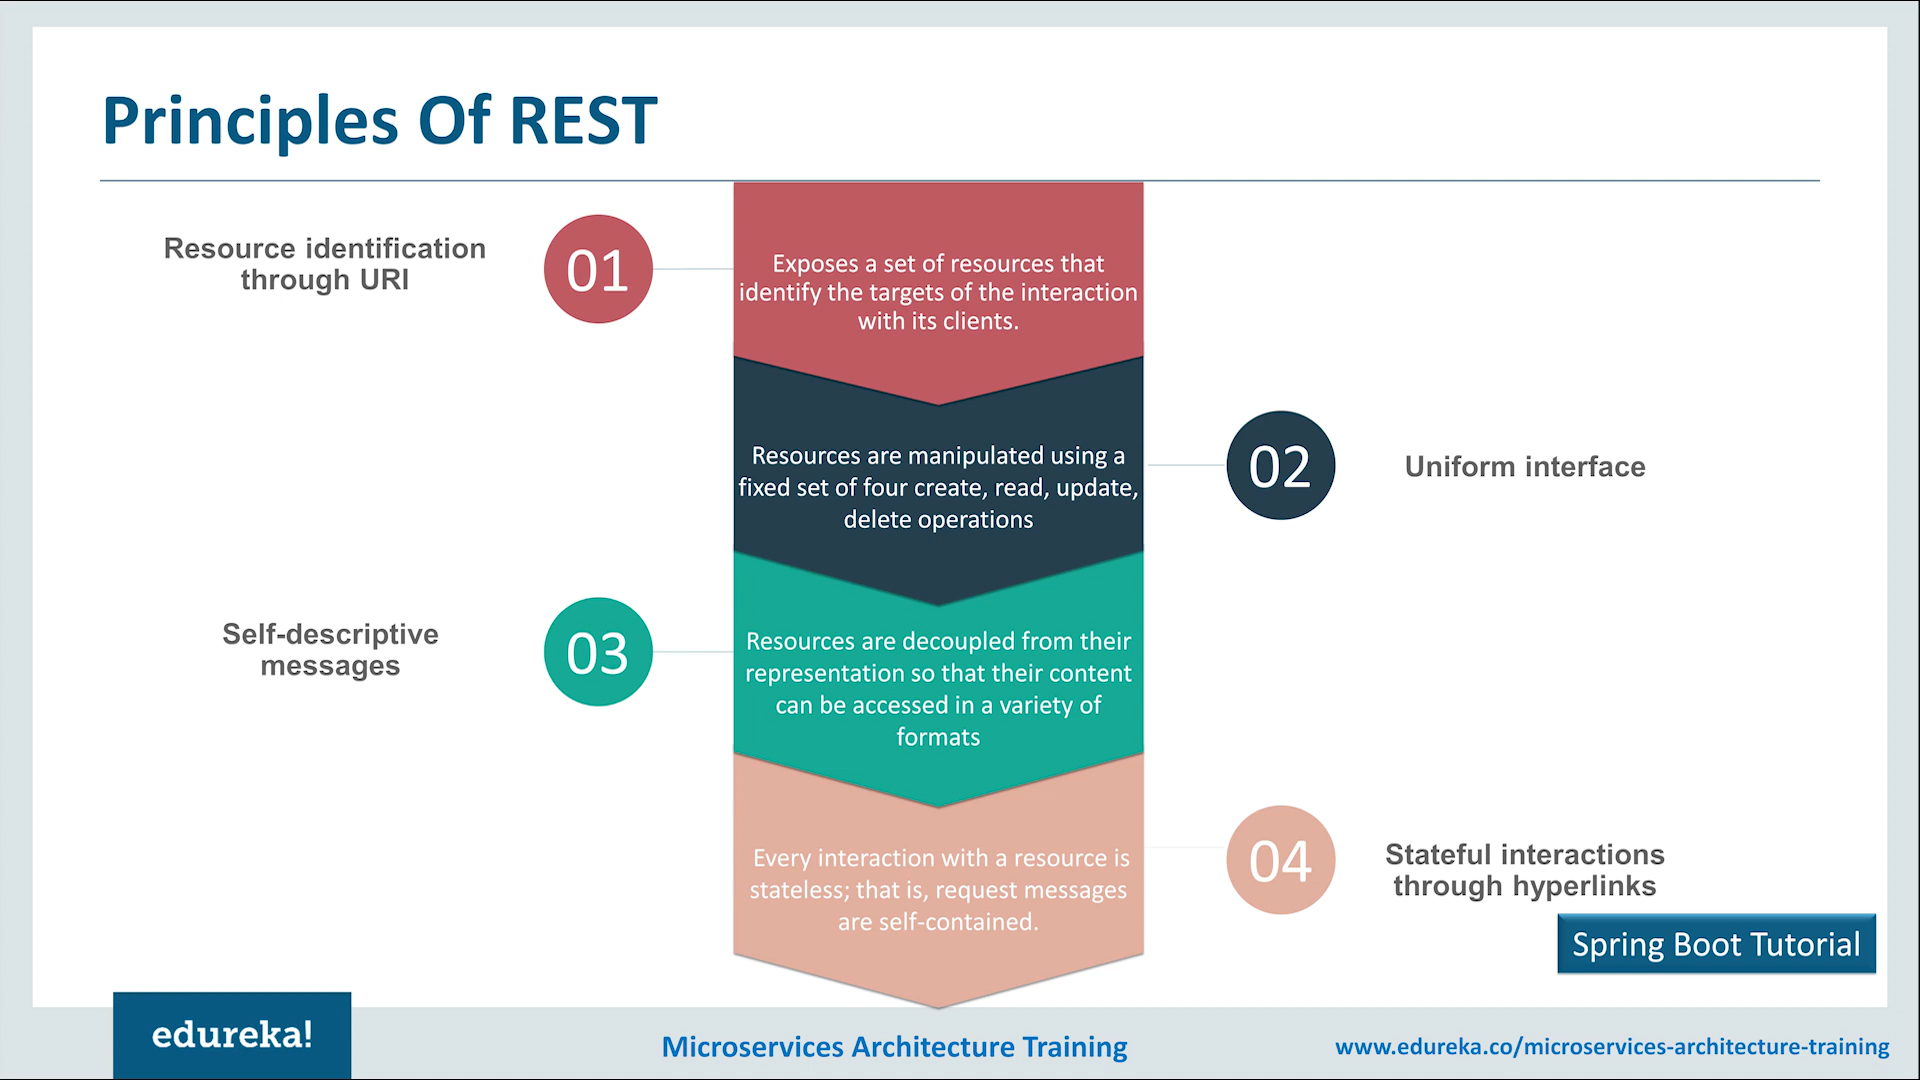 Principles Of REST
Resource identification
through URI
01
Exposes a set of resources that
identify the targets of the interaction
with its clients.
Resources are manipulated using a
fixed set of four create, read, update,
delete operations
02
Uniform interface
Self-descriptive
messages
03
Resources are decoupled from their
representation so that their content
can be accessed in a variety of
formats
Every interaction with a resource is
stateless; that is, request messages
are self-contained.
04
Stateful interactions
through hyperlinks
Spring Boot Tutorial
edureka!
Microservices Architecture Training
www.edureka.co/microservices-architecture-training